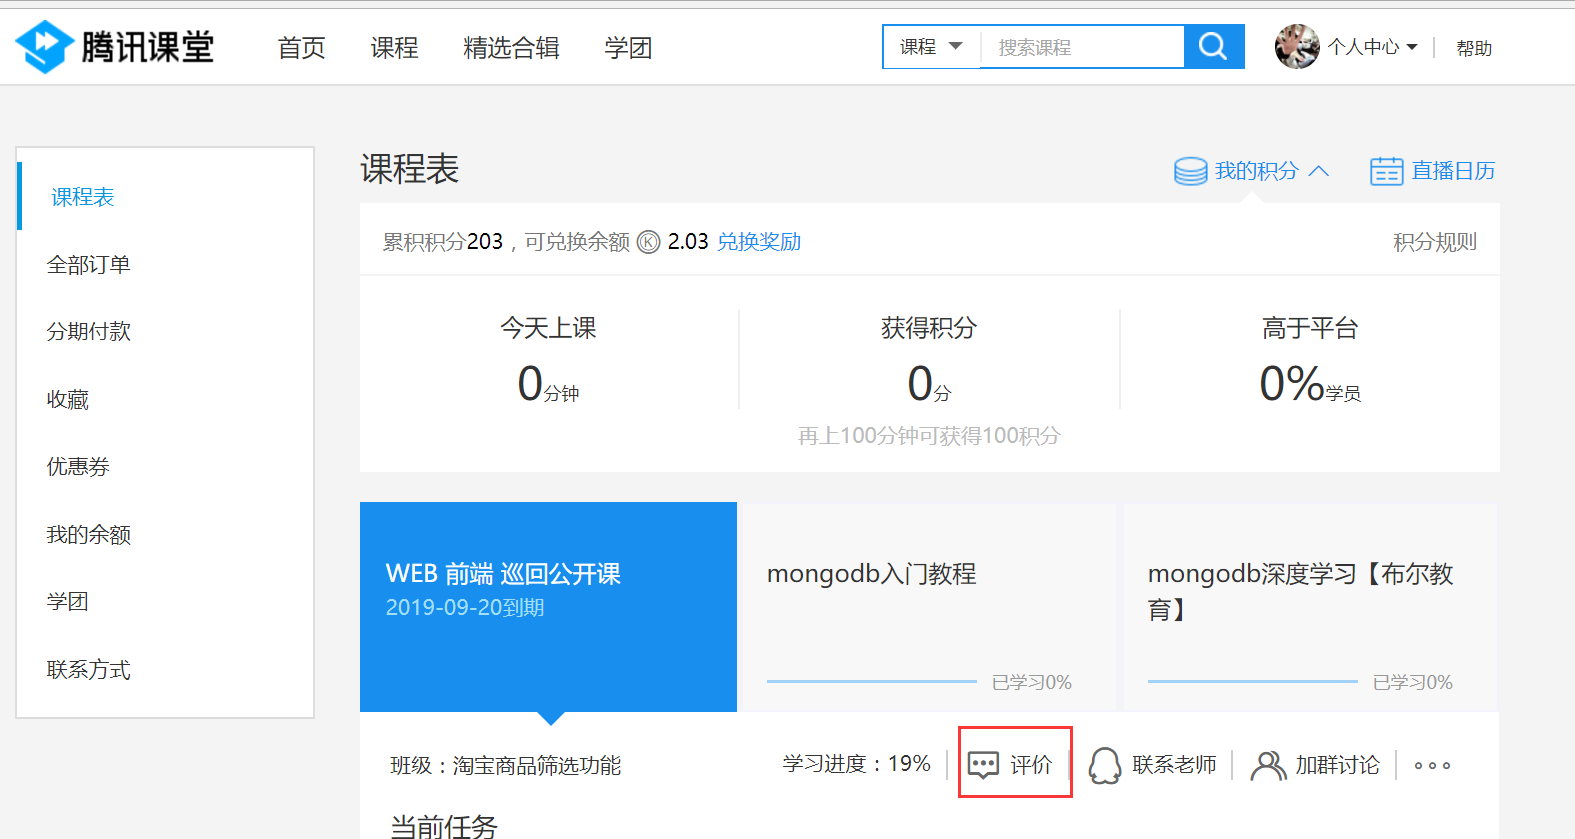 腾讯课堂 首页 课程 精选合辑 学团 课程 搜索课程 个人中心 帮助
课程表
全部订单
分期付款
收藏
优惠券
我的余额
学团
联系方式
课程表 我的积分 直播日历
累积积分203，可兑换余额 K 2.03 兑换奖励 积分规则
今天上课 获得积分 高于平台
0分钟 0分 0%学员
再上100分钟可获得100积分
WEB 前端 巡回公开课
2019-09-20到期
mongodb入门教程
已学习0%
mongodb深度学习【布尔教
育】
已学习0%
班级：淘宝商品筛选功能 学习进度：19% 评价 联系老师 加群讨论
当前任务